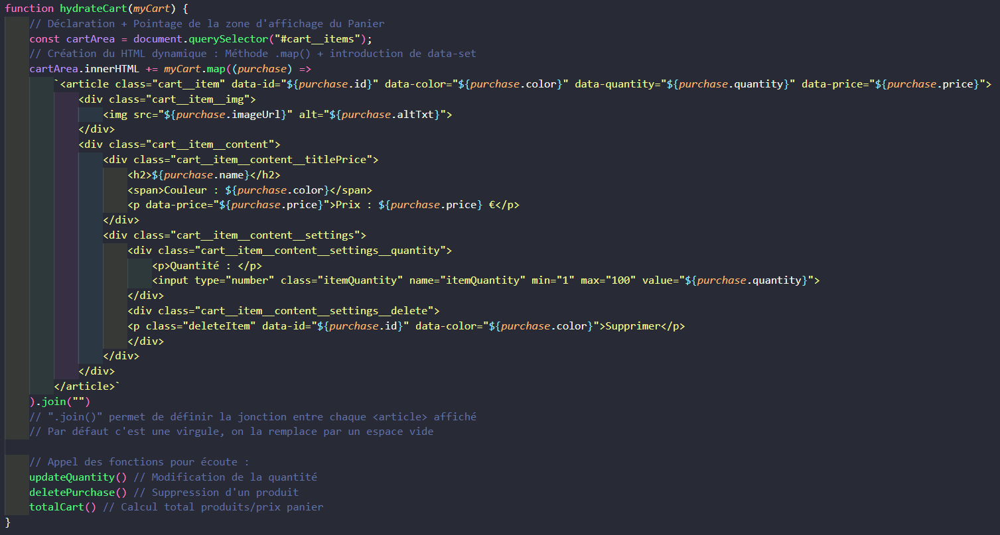 function hydrateCart(myCart) {
    // Déclaration + Pointage de la zone d'affichage du Panier
    const cartArea = document.querySelector("#cart__items");
    // Création du HTML dynamique : Méthode .map() + introduction de data-set
    cartArea.innerHTML += myCart.map((purchase) =>
        `<article class="cart__item" data-id="${purchase.id}" data-color="${purchase.color}" data-quantity="${purchase.quantity}" data-price="${purchase.price}">
            <div class="cart__item__img">
                <img src="${purchase.imageUrl}" alt="${purchase.altTxt}">
            </div>
            <div class="cart__item__content">
                <div class="cart__item__content__titlePrice">
                    <h2>${purchase.name}</h2>
                    <span>Couleur : ${purchase.color}</span>
                    <p data-price="${purchase.price}">Prix : ${purchase.price} €</p>
                </div>
                <div class="cart__item__content__settings">
                    <div class="cart__item__content__settings__quantity">
                        <p>Quantité : </p>
                        <input type="number" class="itemQuantity" name="itemQuantity" min="1" max="100" value="${purchase.quantity}">
                    </div>
                    <div class="cart__item__content__settings__delete">
                    <p class="deleteItem" data-id="${purchase.id}" data-color="${purchase.color}">Supprimer</p>
                    </div>
                </div>
            </div>
        </article>`
    ).join("")
    // ".join()" permet de définir la jonction entre chaque <article> affiché
    // Par défaut c'est une virgule, on la remplace par un espace vide

    // Appel des fonctions pour écoute :
    updateQuantity() // Modification de la quantité
    deletePurchase() // Suppression d'un produit
    totalCart() // Calcul total produits/prix panier
}